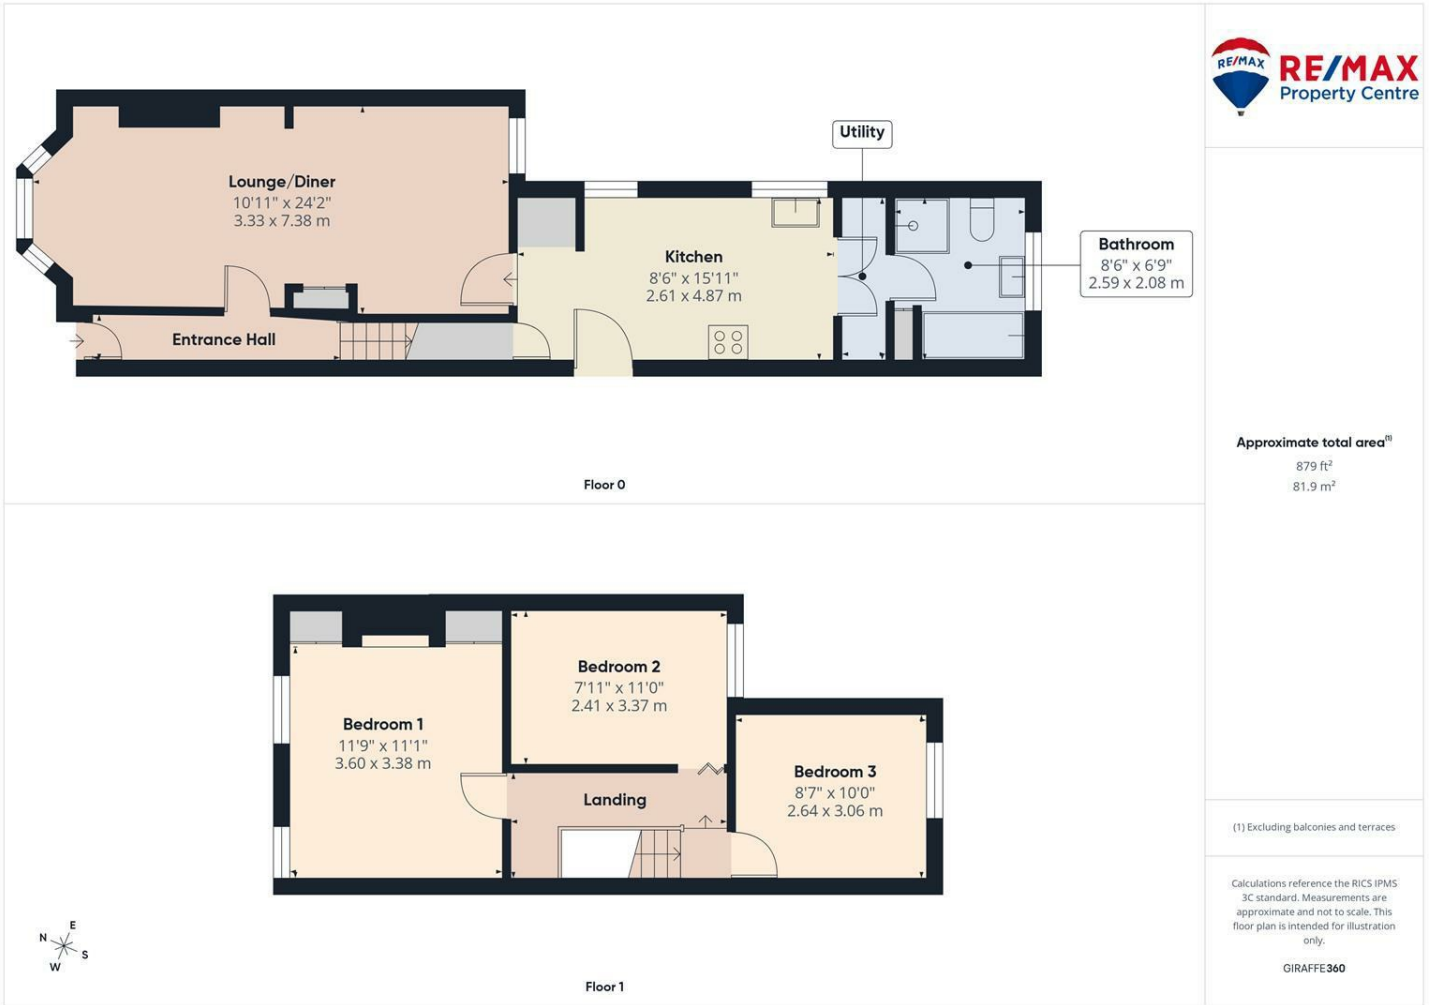 RE/MAX
RE/MAX
Property Centre
Utility
Lounge/Diner
10'11" x 24'2"
3.33 x 7.38 m
Kitchen
8'6" x 15'11"
2.61 x 4.87 m
Bathroom
8'6" x 6'9"
2.59 x 2.08 m
Entrance Hall
Floor 0
Approximate total area(1)
879 ft²
81.9 m²
Bedroom 1
11'9" x 11'1"
3.60 x 3.38 m
Bedroom 2
7'11" x 11'0"
2.41 x 3.37 m
Bedroom 3
8'7" x 10'0"
2.64 x 3.06 m
Landing
N
E
S
W
Floor 1
(1) Excluding balconies and terraces
Calculations reference the RICS IPMS
3C standard. Measurements are
approximate and not to scale. This
floor plan is intended for illustration
only.
GIRAFFE360